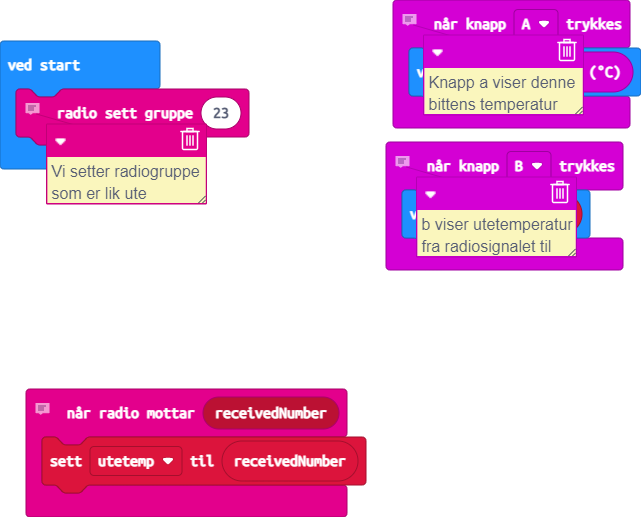 når knapp A trykkes
(°C)
Knapp a viser denne
bittens temperatur
ved start
radio sett gruppe 23
Vi setter radiogruppe
som er lik ute
når knapp B trykkes
b viser utetemperatur
fra radiosignalet til
når radio mottar receivedNumber
sett utetemp til receivedNumber